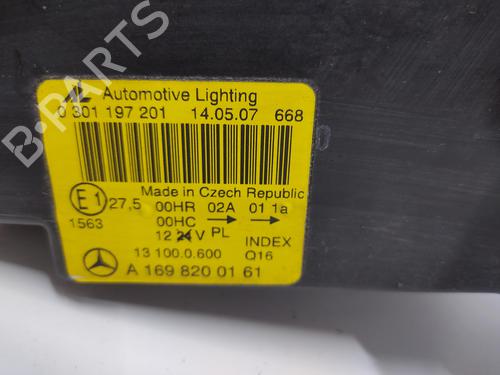 B-PARTS
Automotive Lighting
0 301 197 201 14.05.07 668
Made in Czech Republic
E1 27,5 00HR 02A 01 1a
1563 00HC → →
12 24 V PL INDEX
13 100.0.600 Q16
A 169 820 01 61